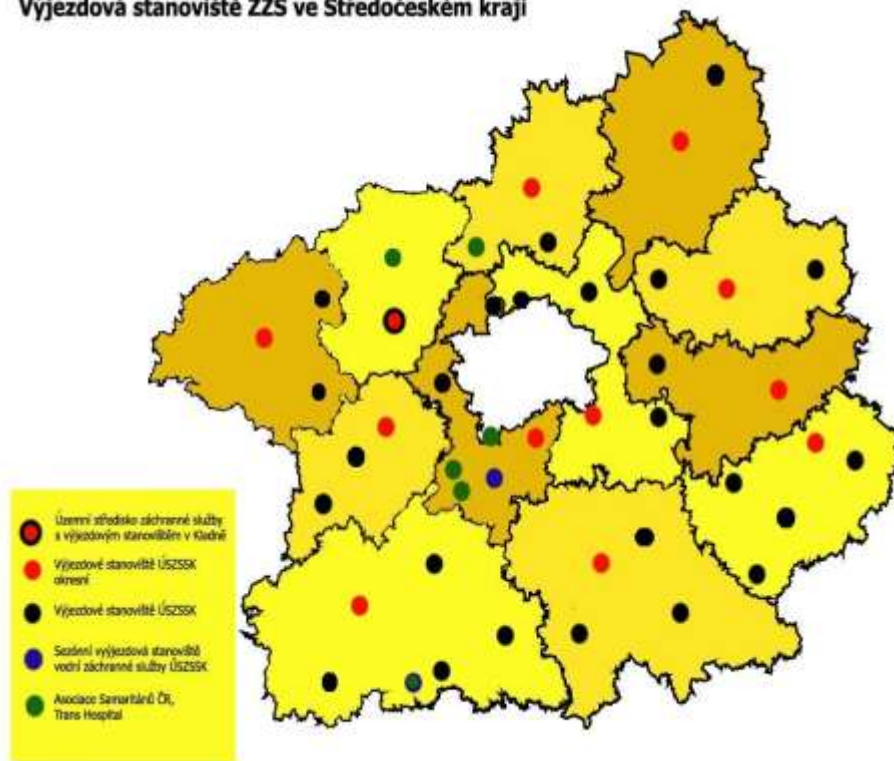 Výjezdová stanoviště ZZS ve Středočeském kraji
Územní středisko záchranné služby
s výjezdovým stanovištěm v Kladně
Výjezdové stanoviště ÚSZSSK
okresní
Výjezdové stanoviště ÚSZSSK
Sezónní vyýjezdová stanoviště
vodní záchranné služby ÚSZSSK
Asociace Samaritánů ČR,
Trans Hospital